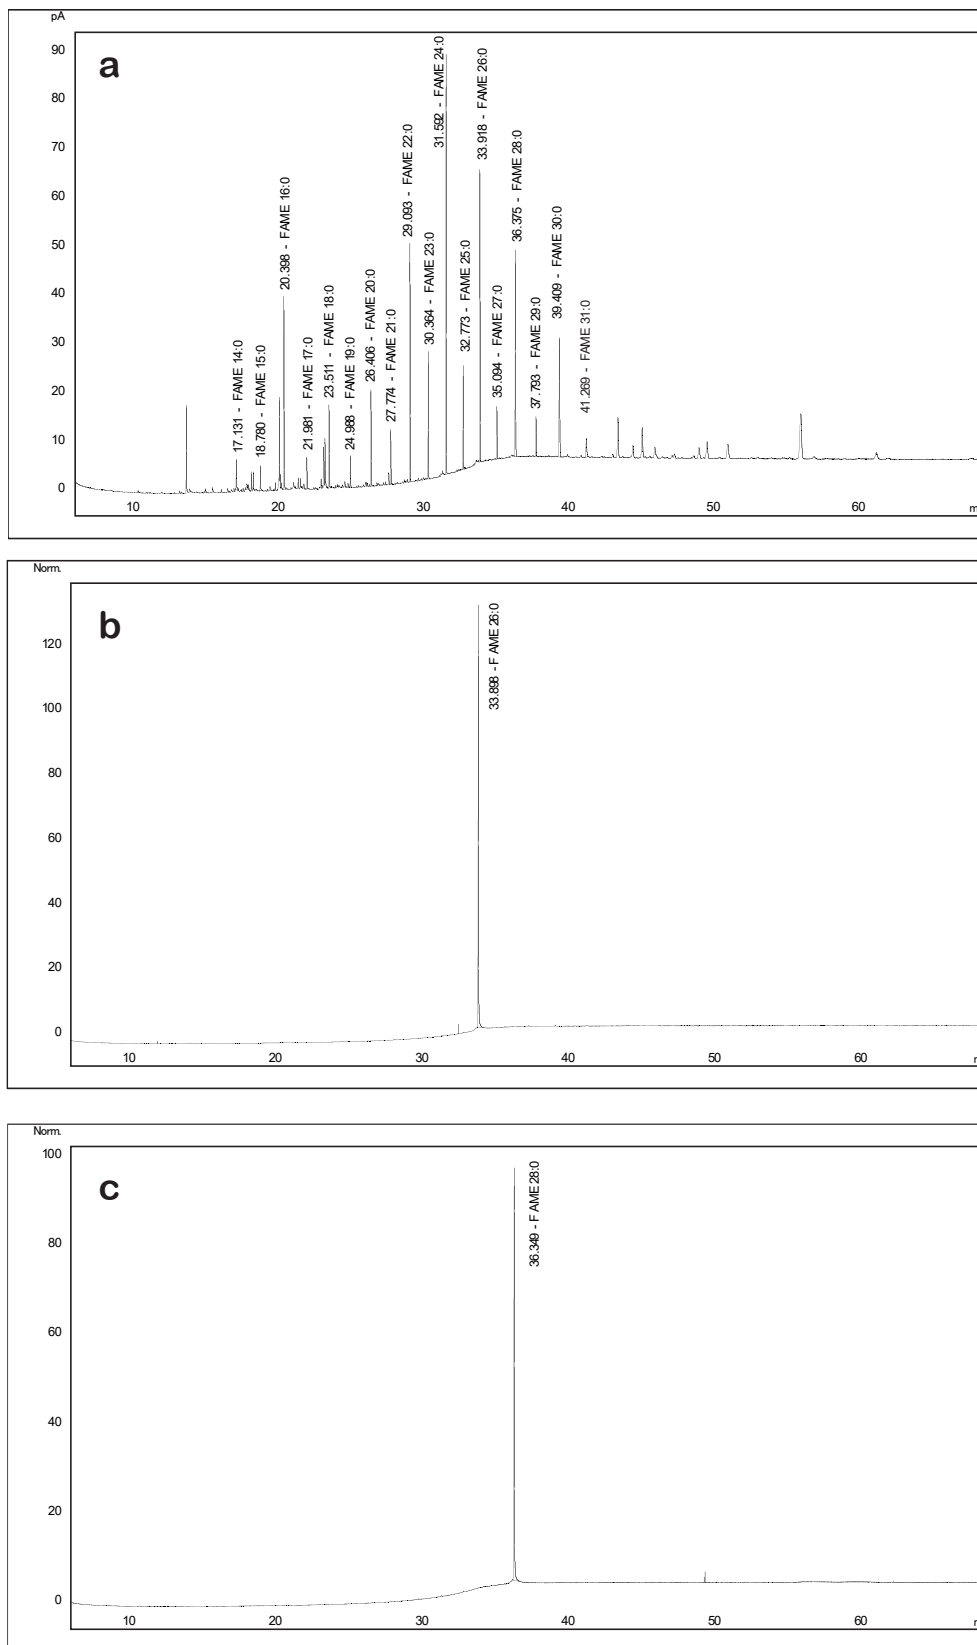 pA
a
90
80
70
60
50
40
30
20
10
0
17.131 - FAME 14:0
18.780 - FAME 15:0
20.398 - FAME 16:0
21.981 - FAME 17:0
23.511 - FAME 18:0
24.988 - FAME 19:0
26.406 - FAME 20:0
27.774 - FAME 21:0
29.093 - FAME 22:0
30.364 - FAME 23:0
31.592 - FAME 24:0
32.773 - FAME 25:0
33.918 - FAME 26:0
35.094 - FAME 27:0
36.375 - FAME 28:0
37.793 - FAME 29:0
39.409 - FAME 30:0
41.269 - FAME 31:0
10 20 30 40 50 60
Norm.
b
120
100
80
60
40
20
0
33.898 - F AME 26:0
10 20 30 40 50 60
Norm.
c
100
80
60
40
20
0
36.349 - F AME 28:0
10 20 30 40 50 60